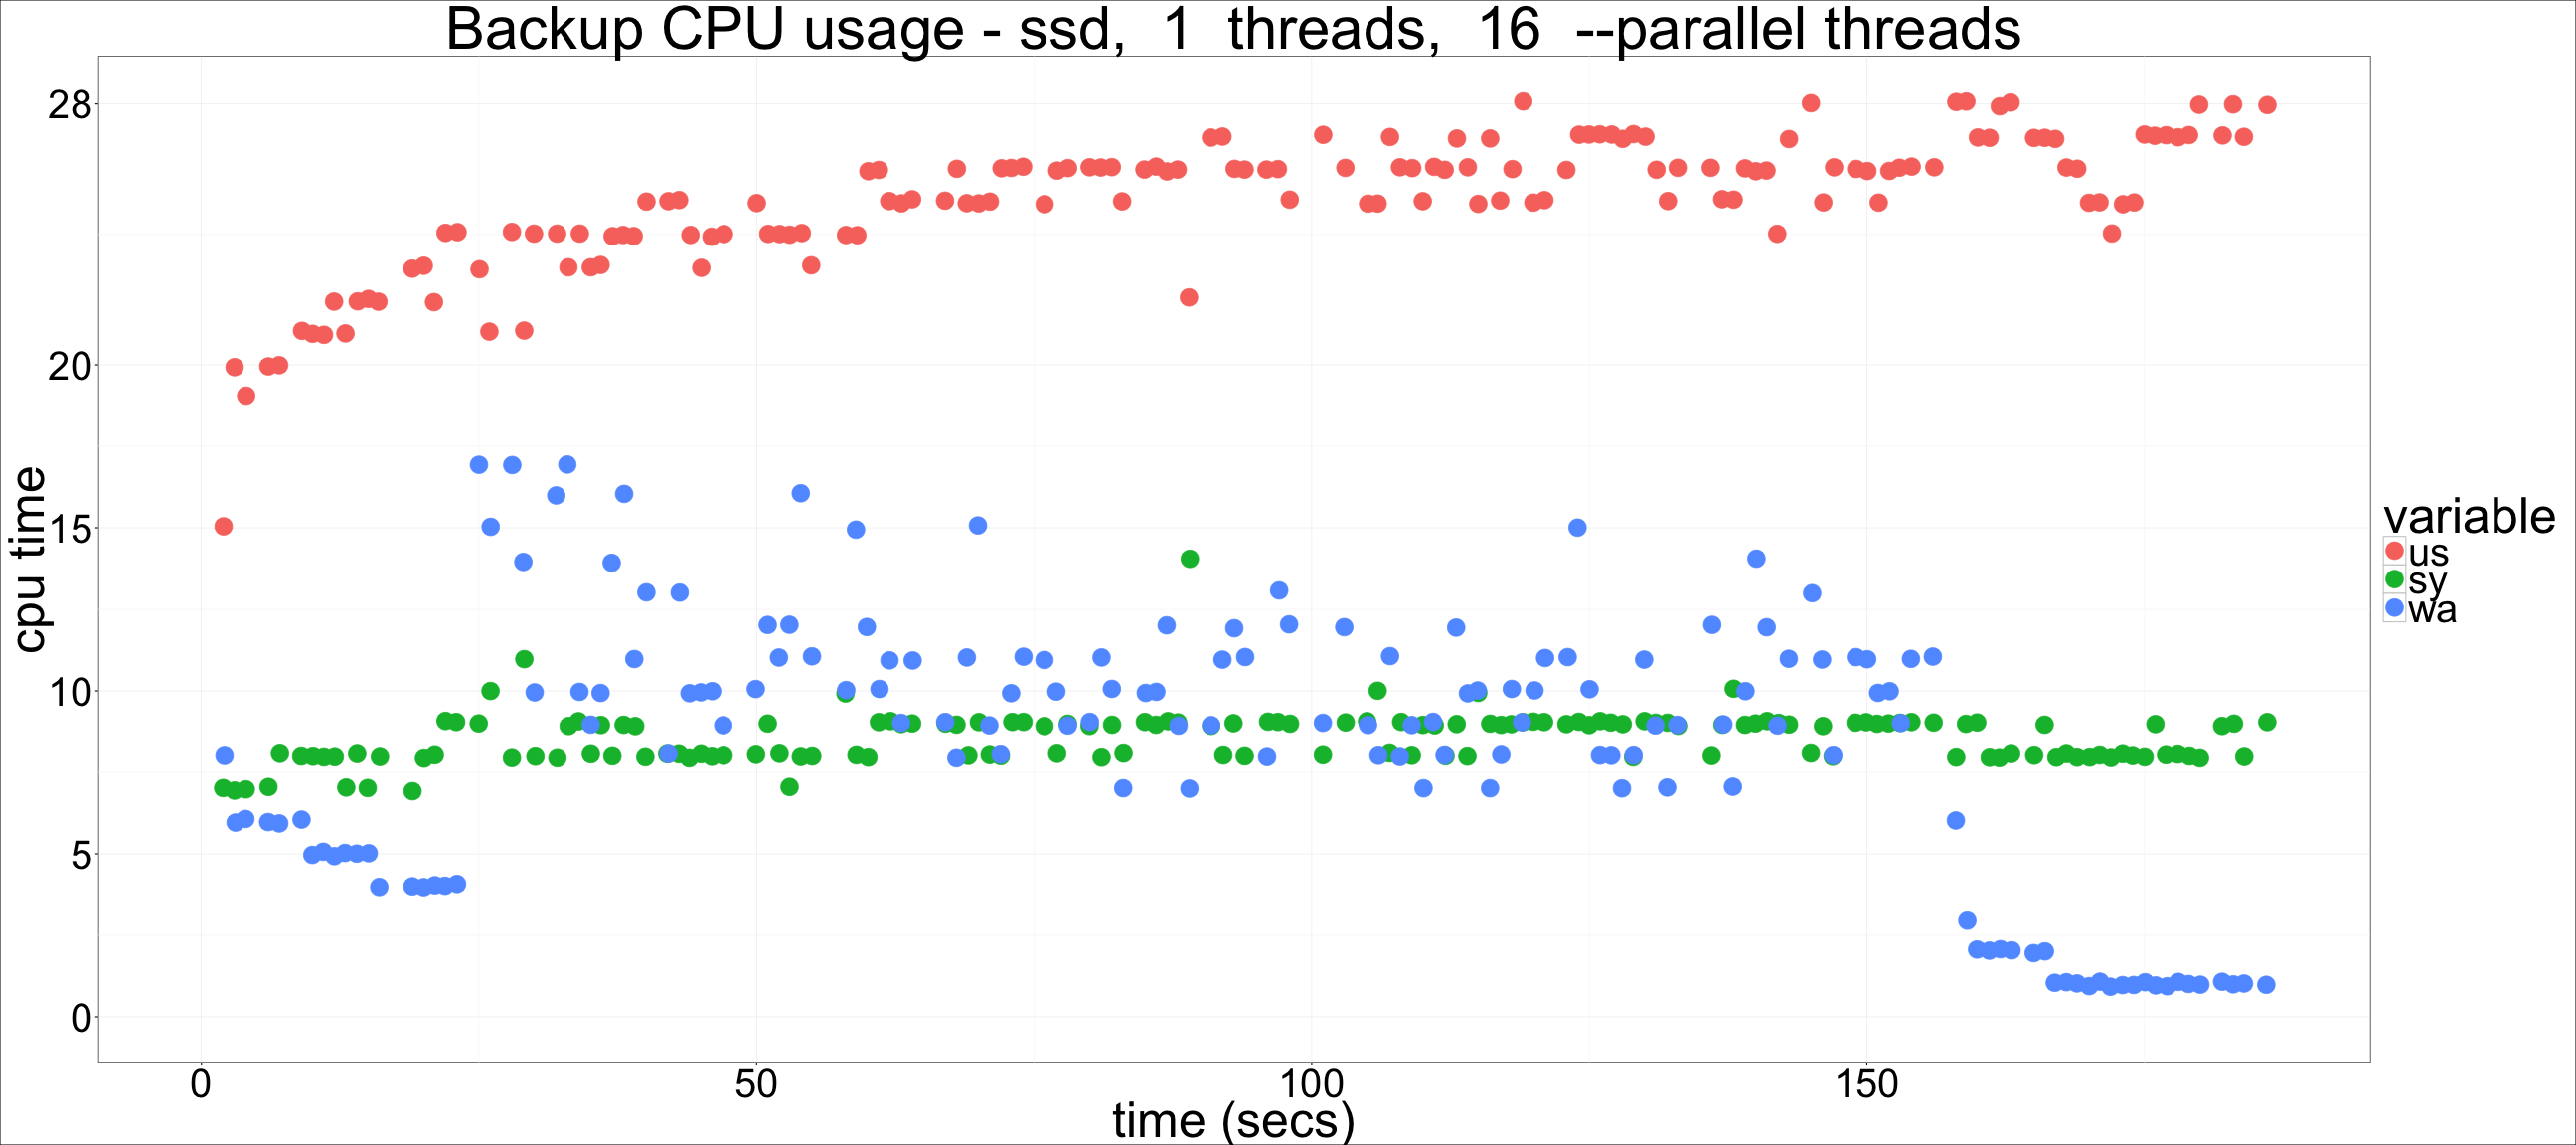 Backup CPU usage - ssd, 1 threads, 16 --parallel threads
28
20
15
10
5
0
cpu time
0 50 100 150
time (secs)
variable
us
sy
wa